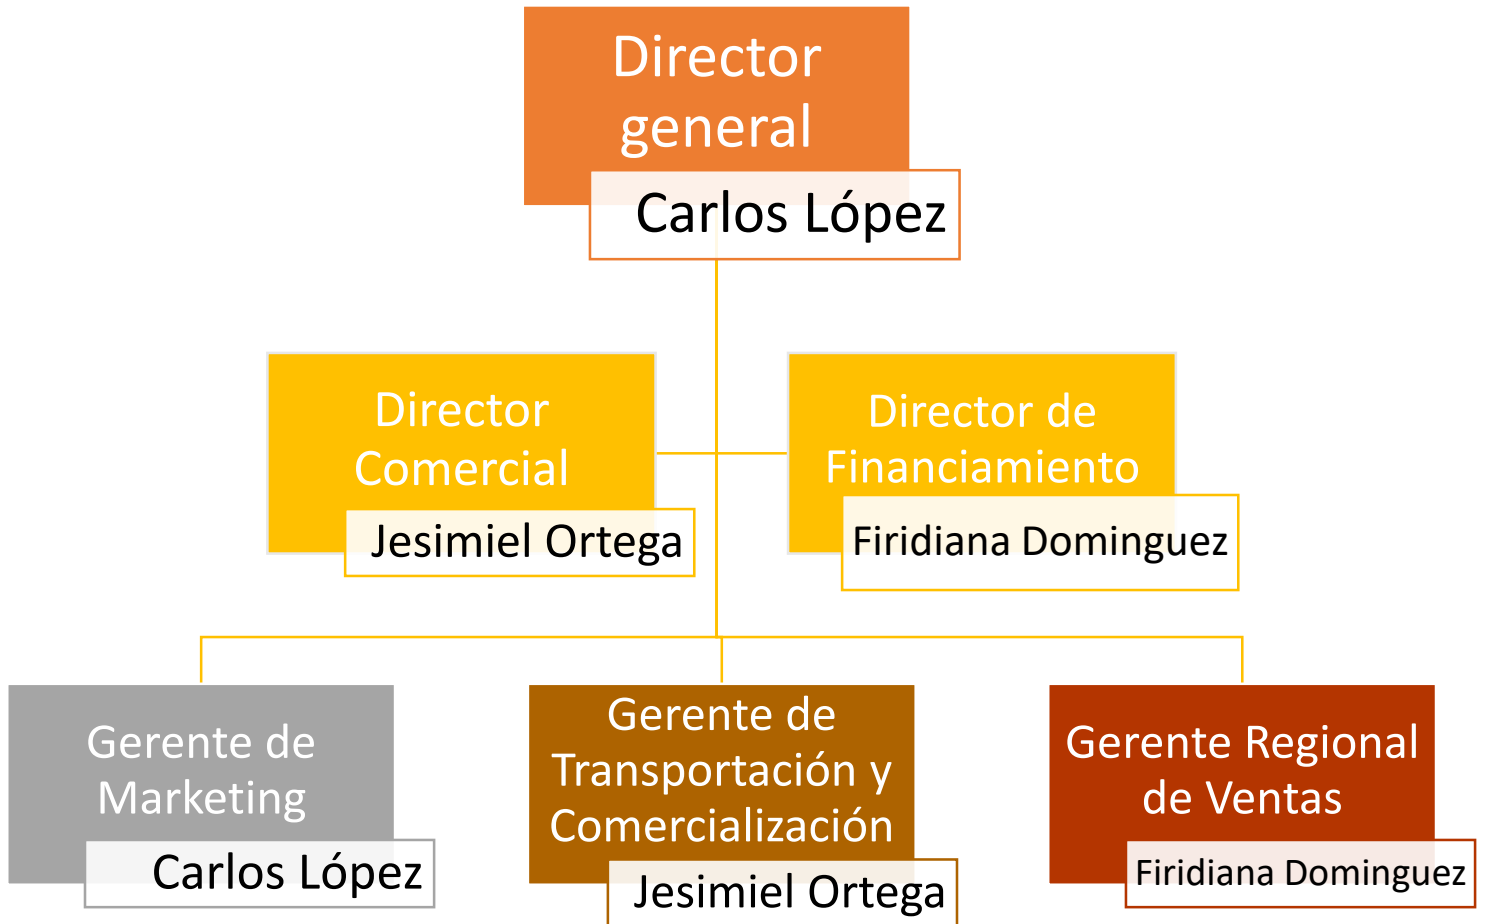 Director
general
Carlos López
Director
Comercial
Jesimiel Ortega
Director de
Financiamiento
Firidiana Dominguez
Gerente de
Marketing
Carlos López
Gerente de
Transportación y
Comercialización
Jesimiel Ortega
Gerente Regional
de Ventas
Firidiana Dominguez